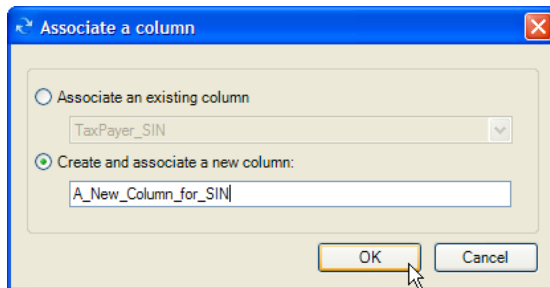 Associate a column
Associate an existing column
TaxPayer_SIN
Create and associate a new column:
A_New_Column_for_SIN
OK Cancel